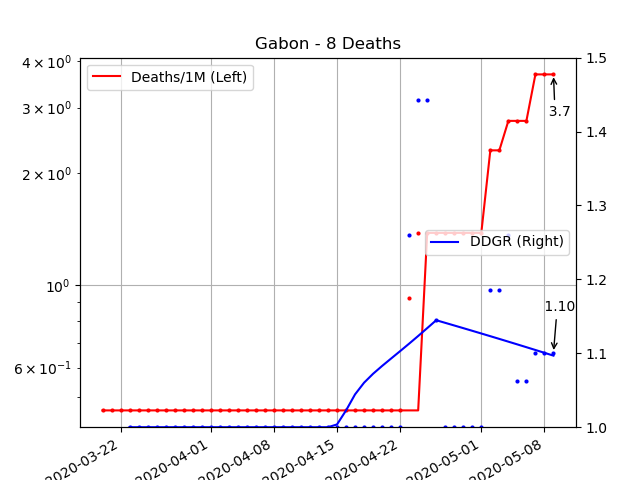 Gabon - 8 Deaths
Deaths/1M (Left)
DDGR (Right)
4 × 10⁰
3 × 10⁰
2 × 10⁰
10⁰
6 × 10⁻¹
1.5
1.4
1.3
1.2
1.1
1.0
3.7
1.10
2020-03-22
2020-04-01
2020-04-08
2020-04-15
2020-04-22
2020-05-01
2020-05-08